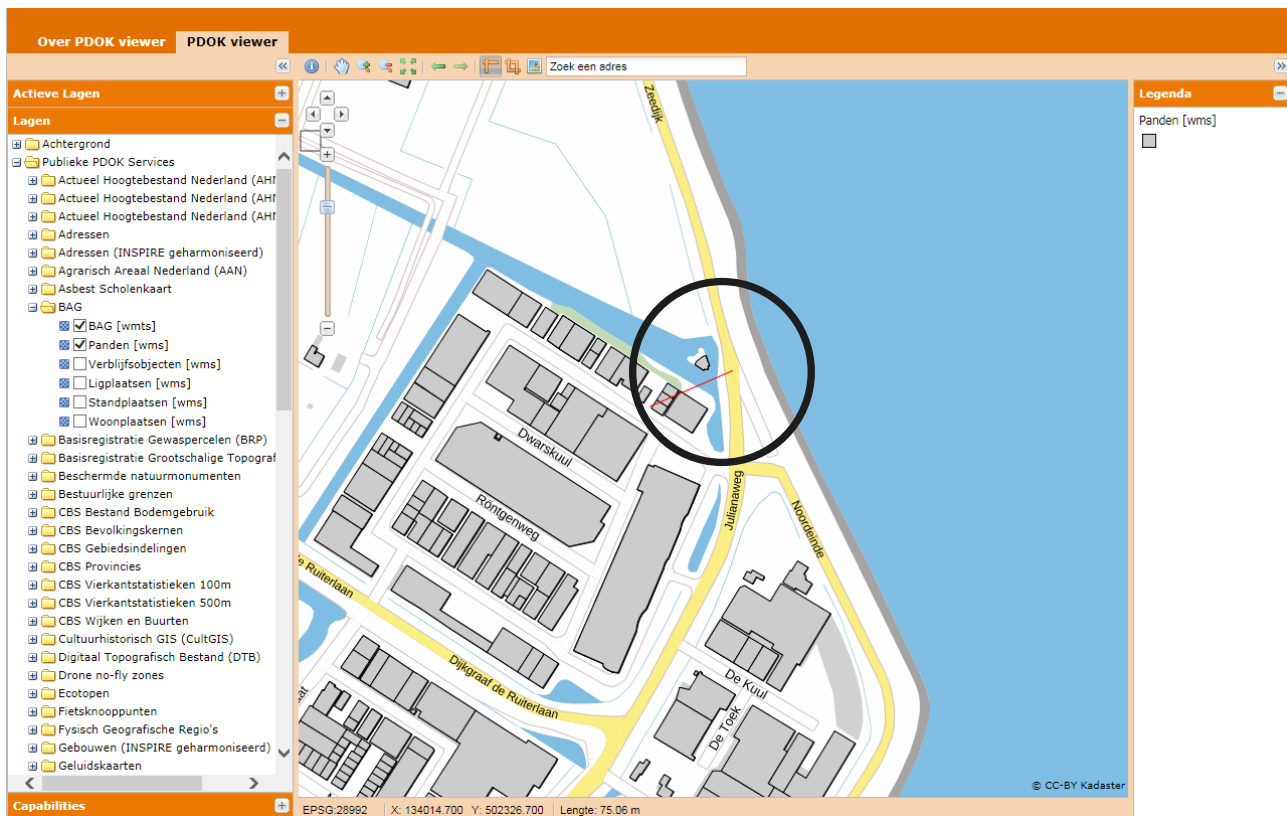 Over PDOK viewer PDOK viewer
Zoek een adres
Actieve Lagen
Lagen
Achtergrond
Publieke PDOK Services
Actueel Hoogtebestand Nederland (AH
Actueel Hoogtebestand Nederland (AH
Actueel Hoogtebestand Nederland (AH
Adressen
Adressen (INSPIRE geharmoniseerd)
Agrarisch Areaal Nederland (AAN)
Asbest Scholenkaart
BAG
BAG [wmts]
Panden [wms]
Verblijfsobjecten [wms]
Ligplaatsen [wms]
Standplaatsen [wms]
Woonplaatsen [wms]
Basisregistratie Gewaspercelen (BRP)
Basisregistratie Grootschalige Topograf
Beschermde natuurmonumenten
Bestuurlijke grenzen
CBS Bestand Bodemgebruik
CBS Bevolkingskernen
CBS Gebiedsindelingen
CBS Provincies
CBS Vierkantstatistieken 100m
CBS Vierkantstatistieken 500m
CBS Wijken en Buurten
Cultuurhistorisch GIS (CultGIS)
Digitaal Topografisch Bestand (DTB)
Drone no-fly zones
Ecotopen
Fietsknooppunten
Fysisch Geografische Regio's
Gebouwen (INSPIRE geharmoniseerd)
Geluidskaarten
Capabilities
Zeedijk
Dwarskuul
Röntgenweg
Julianaweg
Noordeinde
e Ruiterlaan
Dijkgraaf de Ruiterlaan
De Kuul
De Toek
aat
© CC-BY Kadaster
EPSG:28992 X: 134014.700 Y: 502326.700 Lengte: 75.06 m
Legenda
Panden [wms]